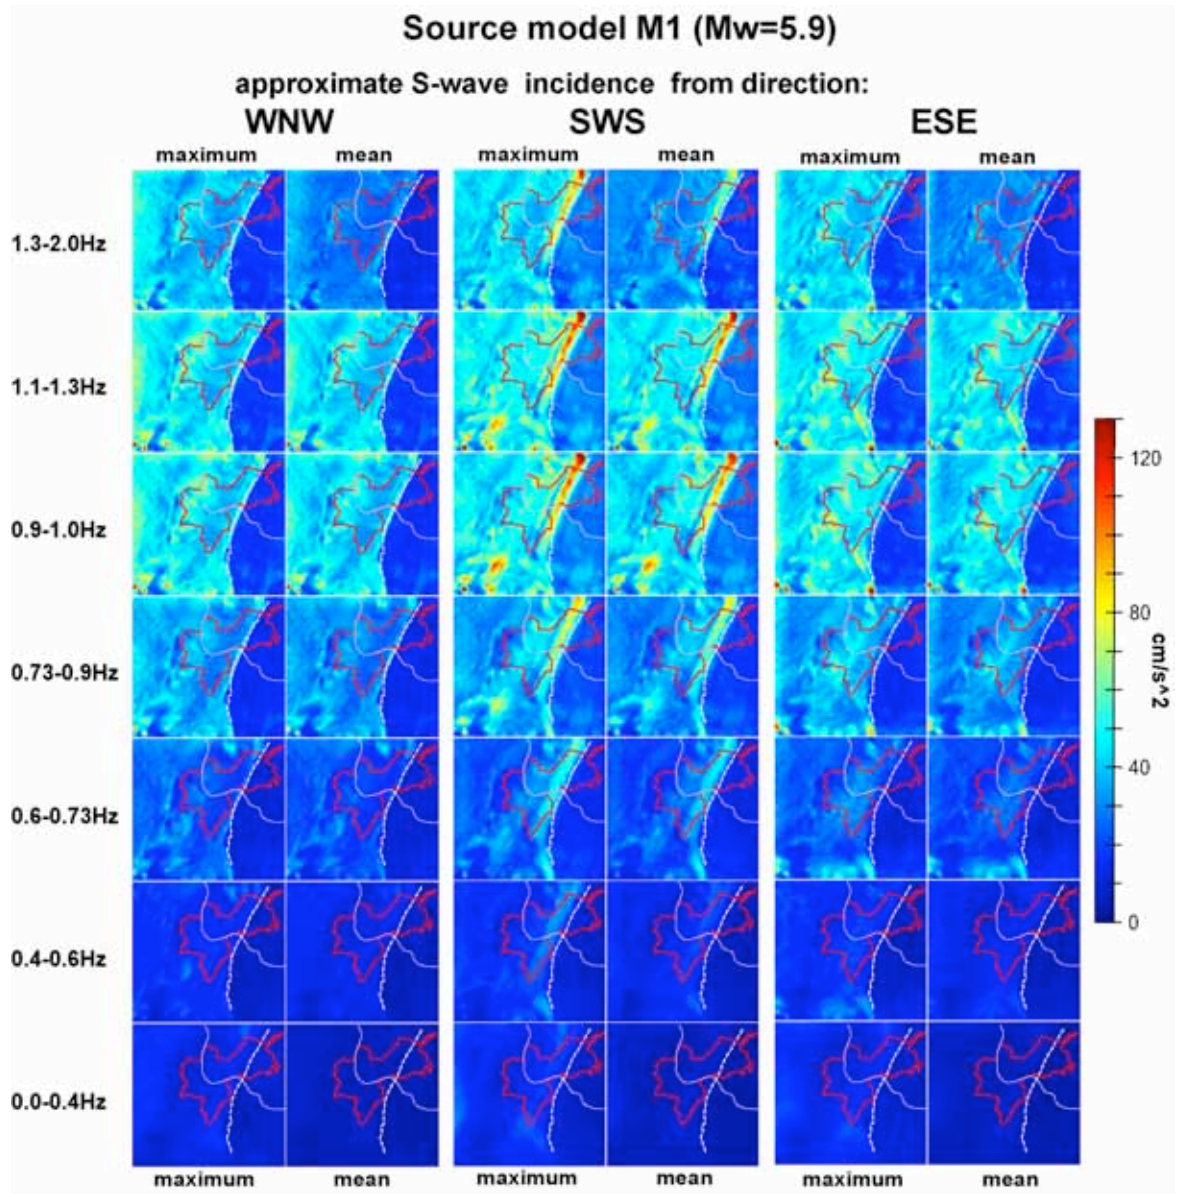 Source model M1 (Mw=5.9)
approximate S-wave incidence from direction:
WNW SWS ESE
maximum mean maximum mean maximum mean
1.3-2.0Hz
1.1-1.3Hz
0.9-1.0Hz
120
80
cm/s^2
0.73-0.9Hz
40
0.6-0.73Hz
0
0.4-0.6Hz
0.0-0.4Hz
maximum mean maximum mean maximum mean